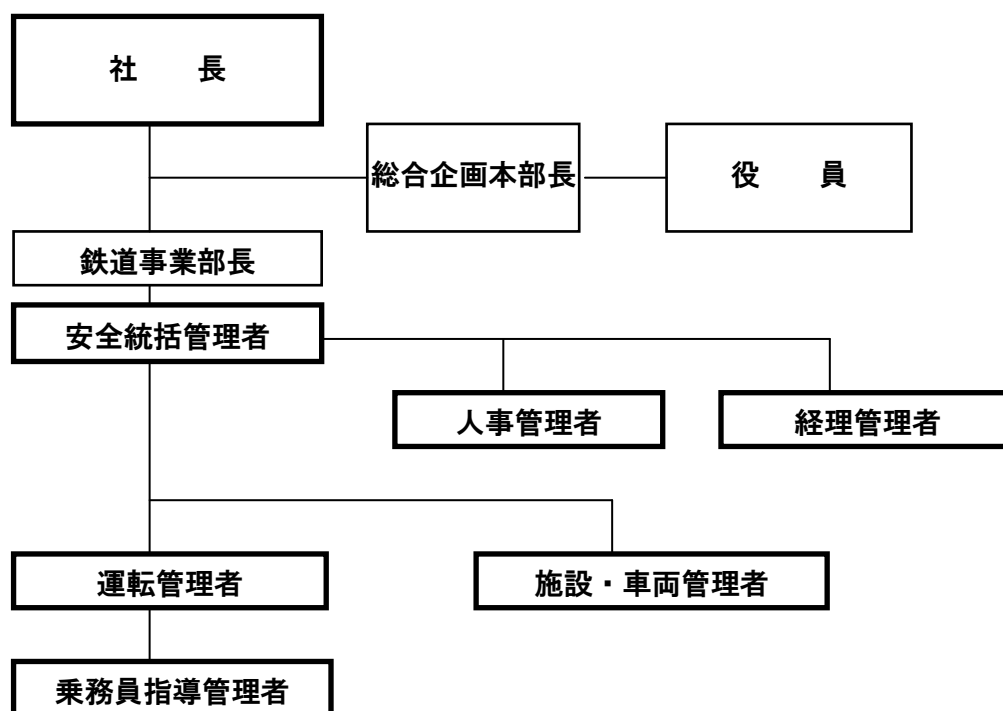 社　　長
総合企画本部長
役　　員
鉄道事業部長
安全統括管理者
人事管理者
経理管理者
運転管理者
施設・車両管理者
乗務員指導管理者